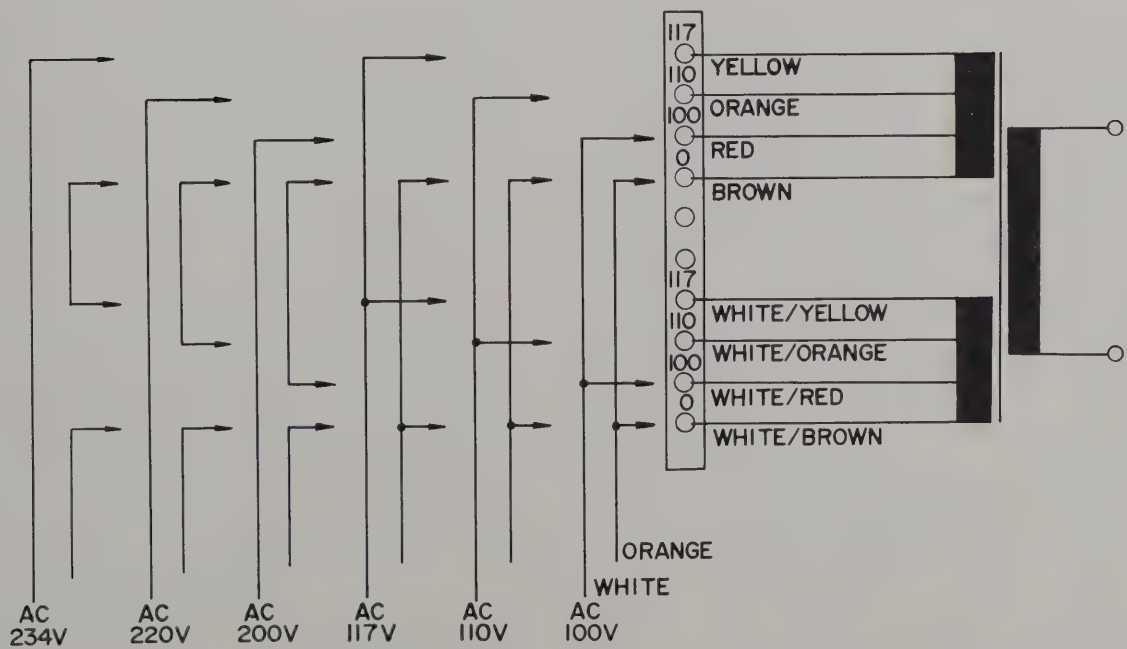 117
YELLOW
110
ORANGE
100
RED
0
BROWN
117
WHITE/YELLOW
110
WHITE/ORANGE
100
WHITE/RED
0
WHITE/BROWN
ORANGE
WHITE
AC
234V
AC
220V
AC
200V
AC
117V
AC
110V
AC
100V